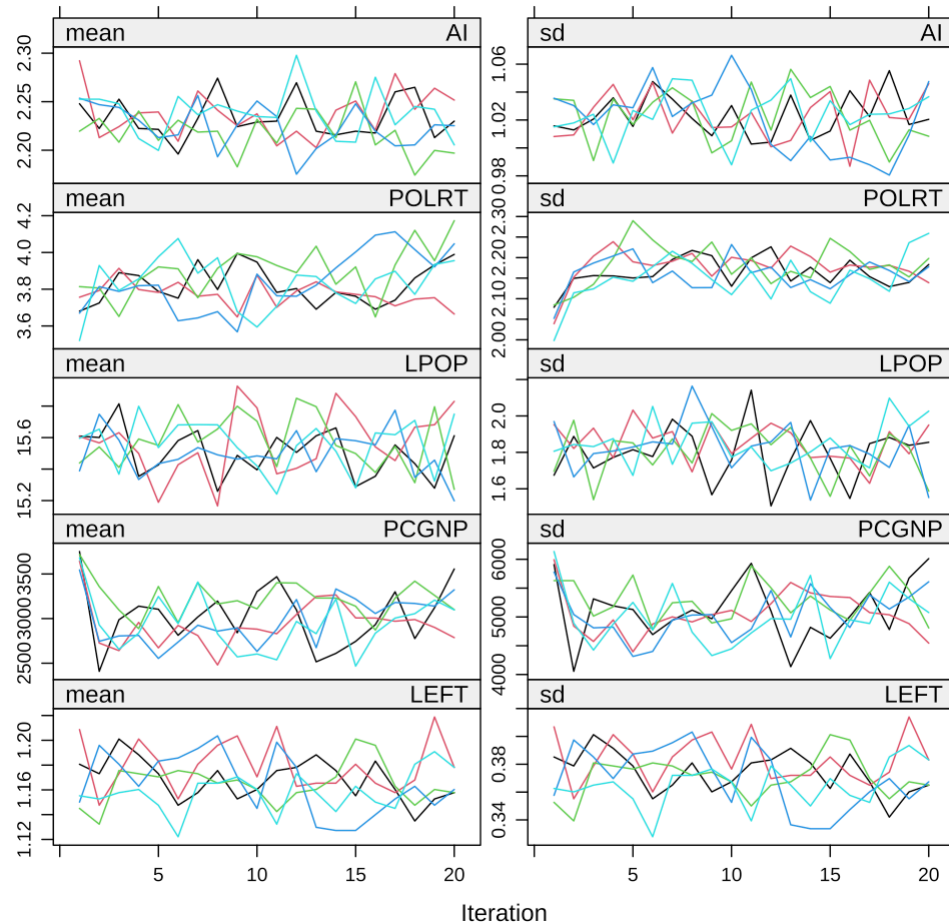 mean AI sd AI
2.20 2.25 2.30
0.98 1.02 1.06
mean POLRT sd POLRT
3.6 3.8 4.0 4.2
2.00 2.10 2.20 2.30
mean LPOP sd LPOP
15.2 15.6
1.6 1.8 2.0
mean PCGNP sd PCGNP
2500 3000 3500
4000 5000 6000
mean LEFT sd LEFT
1.12 1.16 1.20
0.34 0.38
5 10 15 20 5 10 15 20
Iteration